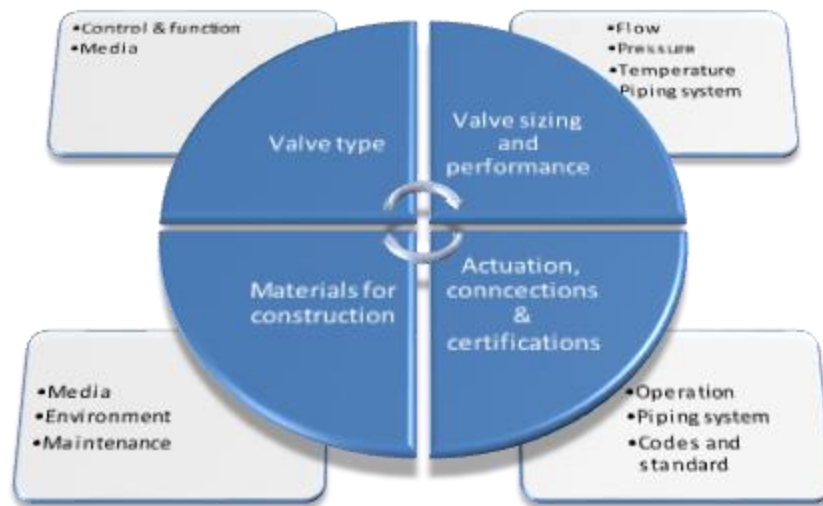 •Control & function
•Media
•Flow
•Pressure
•Temperature
Piping system
Valve type
Valve sizing
and
performance
Materials for
construction
Actuation,
conncections
&
certifications
•Media
•Environment
•Maintenance
•Operation
•Piping system
•Codes and
standard